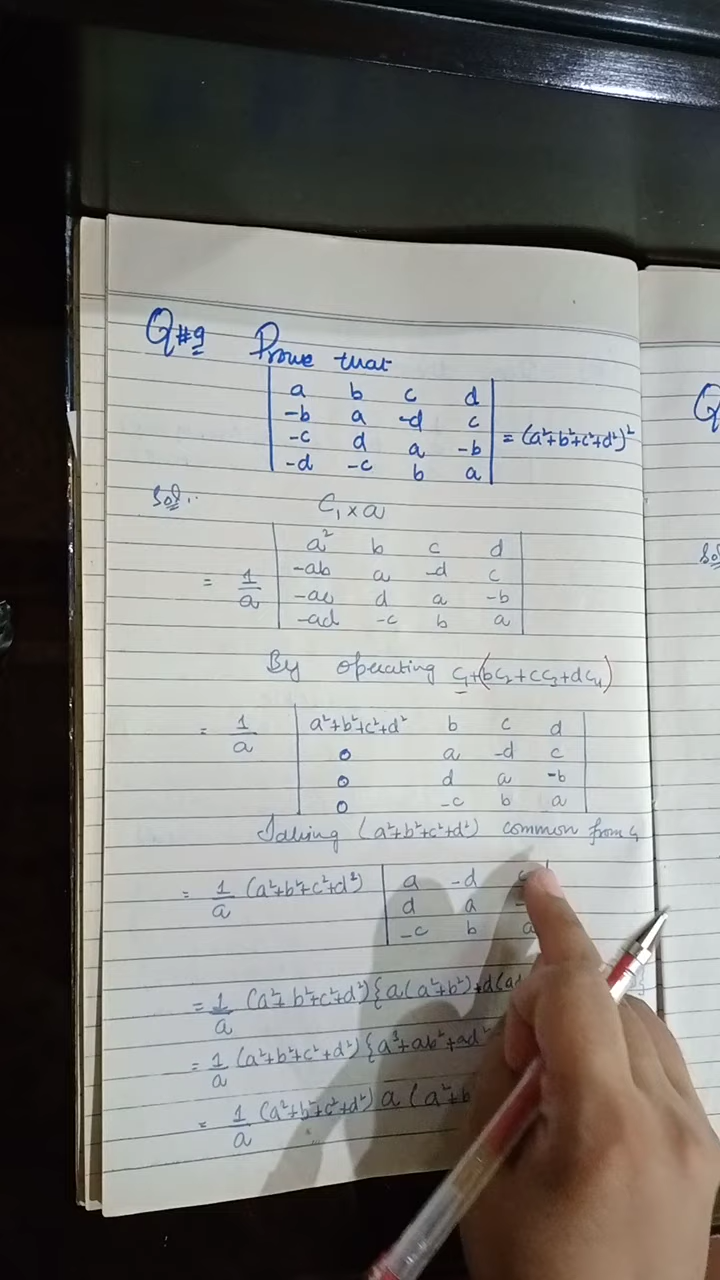 Q#9 Prove that
a b c d
-b a -d c
-c d a -b = (a²+b²+c²+d²)²
-d -c b a
Sol..
C₁ × a
a² b c d
-ab a -d c
= 1/a -ac d a -b
-ad -c b a
By operating C₁+(bC₂+cC₃+dC₄)
= 1/a a²+b²+c²+d² b c d
0 a -d c
0 d a -b
0 -c b a
Taking (a²+b²+c²+d²) common from C₁
= 1/a (a²+b²+c²+d²) a -d c
d a
-c b a
= 1/a (a²+b²+c²+d²){a(a²+b²)+d(ad
= 1/a (a²+b²+c²+d²){a³+ab²+ad²
= 1/a (a²+b²+c²+d²) a (a²+b
Q